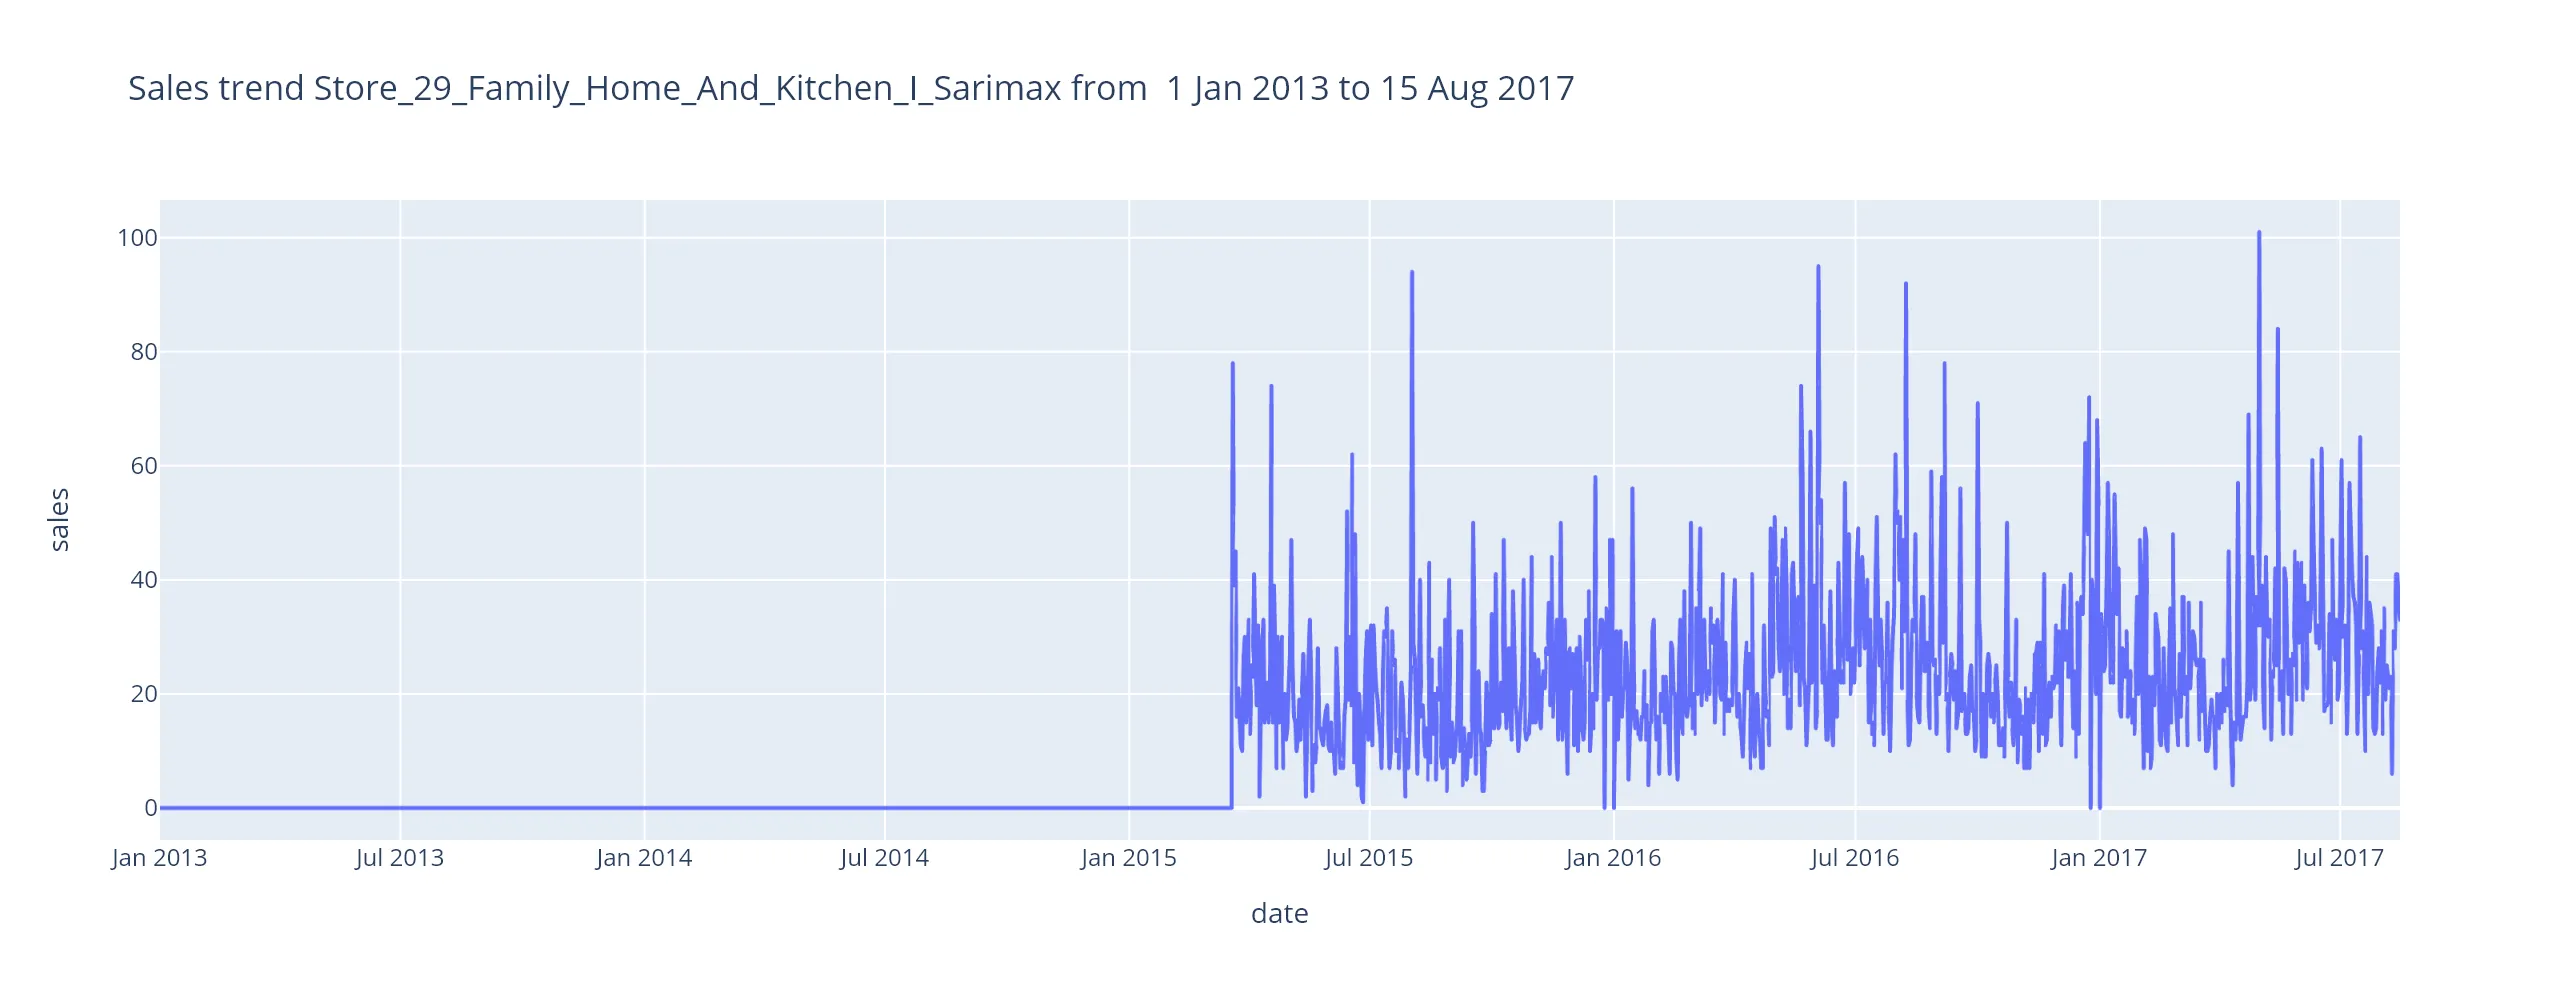 Sales trend Store_29_Family_Home_And_Kitchen_I_Sarimax from  1 Jan 2013 to 15 Aug 2017
100
80
60
40
20
0
sales
Jan 2013 Jul 2013 Jan 2014 Jul 2014 Jan 2015 Jul 2015 Jan 2016 Jul 2016 Jan 2017 Jul 2017
date